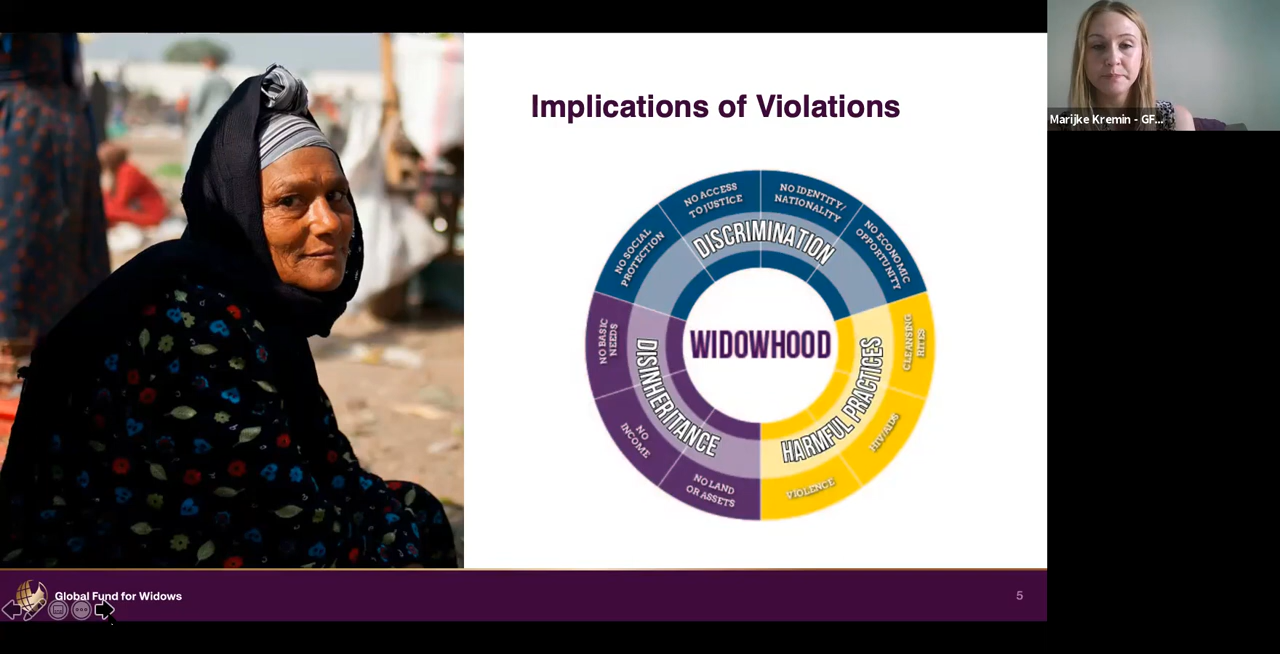 Implications of Violations
NO ACCESS
TO JUSTICE
NO IDENTITY/
NATIONALITY
NO SOCIAL
PROTECTION
NO ECONOMIC
OPPORTUNITY
DISCRIMINATION
NO BASIC
NEEDS
NO
INCOME
NO LAND
OR ASSETS
DISINHERITANCE
WIDOWHOOD
HARMFUL PRACTICES
CLEANSING
RITES
HIV/AIDS
VIOLENCE
Global Fund for Widows
5
Marijke Kremin - GF...